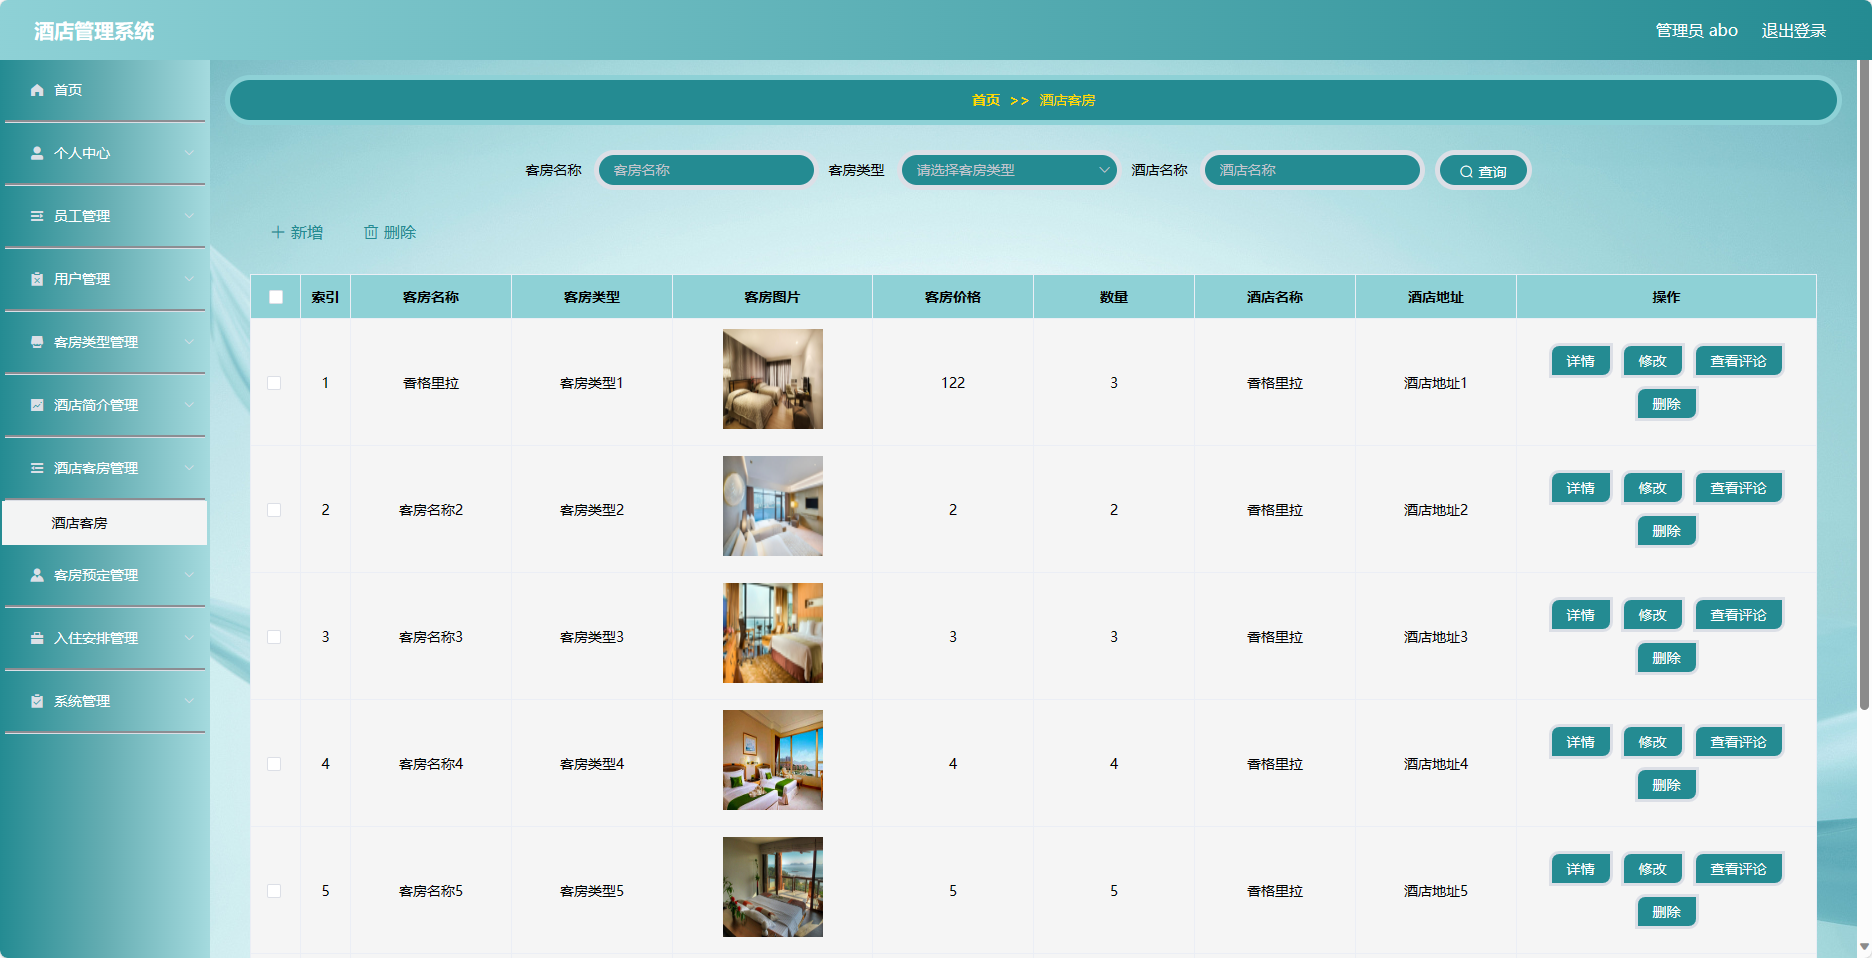 酒店管理系统
管理员 abo 退出登录
首页
个人中心
员工管理
用户管理
客房类型管理
酒店简介管理
酒店客房管理
酒店客房
客房预定管理
入住安排管理
系统管理
首页 >> 酒店客房
客房名称 客房名称 客房类型 请选择客房类型 酒店名称 酒店名称 查询
新增 删除
索引 客房名称 客房类型 客房图片 客房价格 数量 酒店名称 酒店地址 操作
1 香格里拉 客房类型1 122 3 香格里拉 酒店地址1 详情 修改 查看评论
删除
2 客房名称2 客房类型2 2 2 香格里拉 酒店地址2 详情 修改 查看评论
删除
3 客房名称3 客房类型3 3 3 香格里拉 酒店地址3 详情 修改 查看评论
删除
4 客房名称4 客房类型4 4 4 香格里拉 酒店地址4 详情 修改 查看评论
删除
5 客房名称5 客房类型5 5 5 香格里拉 酒店地址5 详情 修改 查看评论
删除